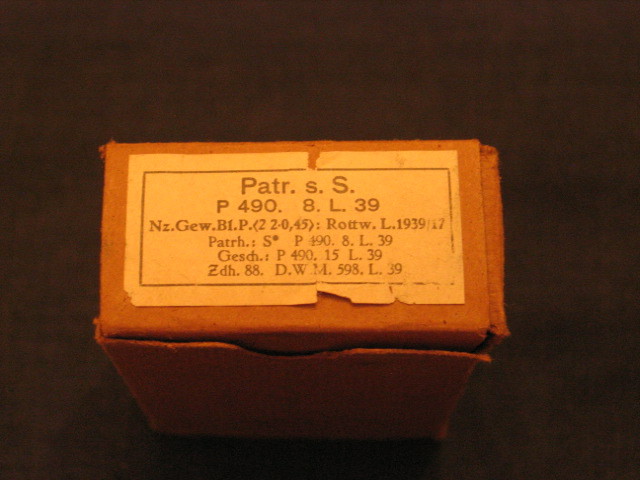 Patr. s. S.
P 490. 8. L. 39
Nz.Gew.Bl.P.(2 2·0,45): Rottw. L.1939/17
Patrh.: S* P 490. 8. L. 39
Gesch.: P 490. 15 L. 39
Zdh. 88. D.W.M. 598. L. 39